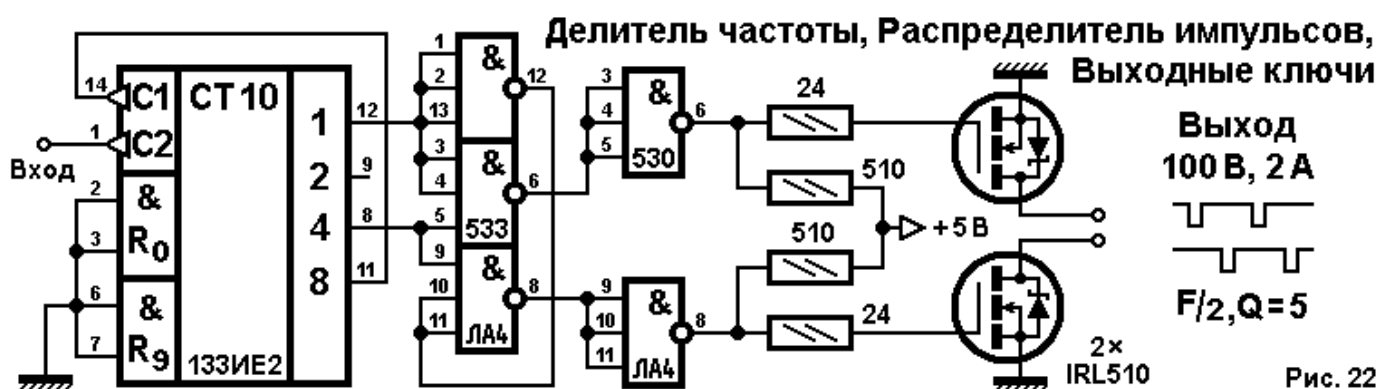 Делитель частоты, Распределитель импульсов,
Выходные ключи
14 C1 CT10
1 C2
Вход
2 &
3 R0
6 &
7 R9
133ИЕ2
1 12
2 9
4 8
8 11
1 & 12
2
13
3
4 6
5 533
9 &
10 8
11 ЛА4
3 & 6
4
5 530
9 & 8
10
11 ЛА4
24
510
+5 В
510
24
2×
IRL510
Выход
100 В, 2 А
F/2, Q=5
Рис. 22